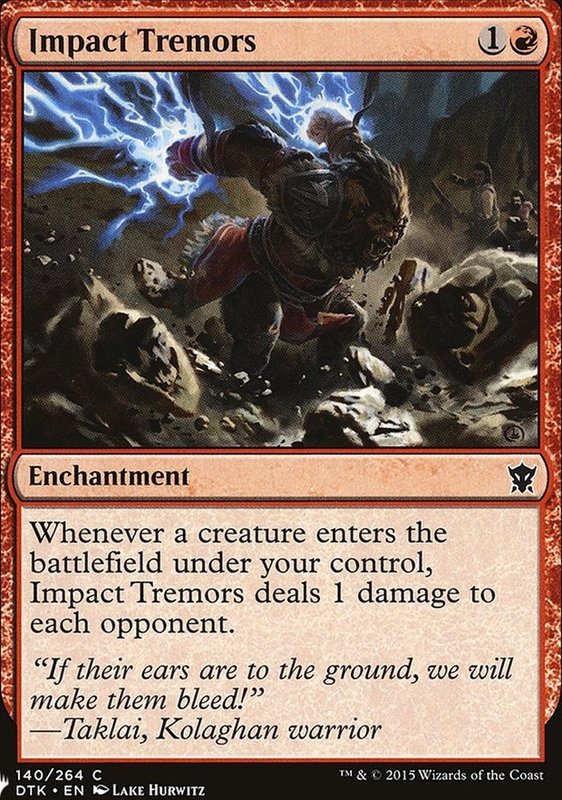 Impact Tremors 1
Enchantment
Whenever a creature enters the
battlefield under your control,
Impact Tremors deals 1 damage to
each opponent.
“If their ears are to the ground, we will
make them bleed!”
—Taklai, Kolaghan warrior
140/264 C
DTK • EN Lake Hurwitz
™ & © 2015 Wizards of the Coast